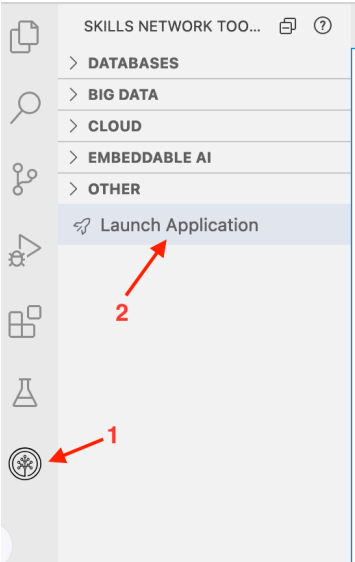 SKILLS NETWORK TOO...
?
DATABASES
BIG DATA
CLOUD
EMBEDDABLE AI
OTHER
Launch Application
2
1